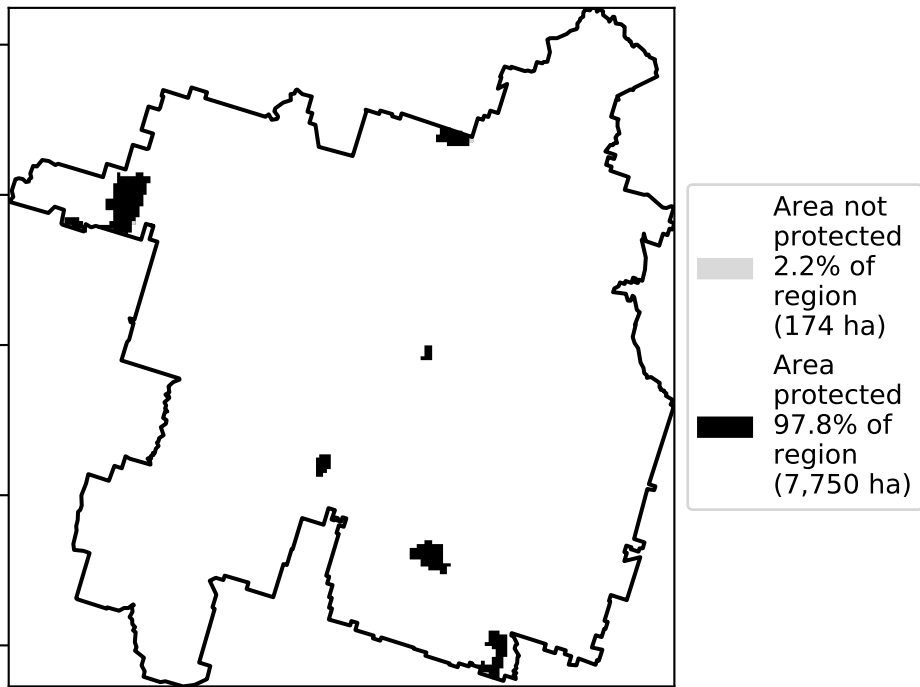 Area not
protected
2.2% of
region
(174 ha)
Area
protected
97.8% of
region
(7,750 ha)